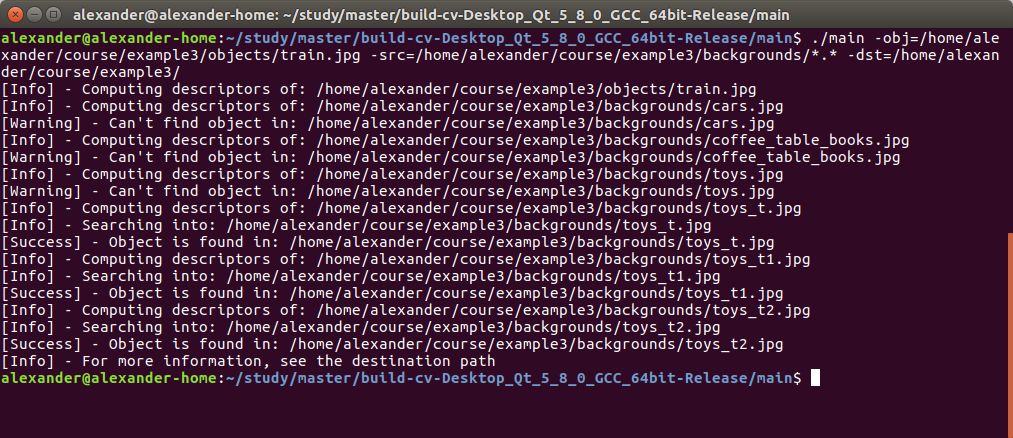 alexander@alexander-home: ~/study/master/build-cv-Desktop_Qt_5_8_0_GCC_64bit-Release/main
alexander@alexander-home:~/study/master/build-cv-Desktop_Qt_5_8_0_GCC_64bit-Release/main$ ./main -obj=/home/ale
xander/course/example3/objects/train.jpg -src=/home/alexander/course/example3/backgrounds/*.* -dst=/home/alexan
der/course/example3/
[Info] - Computing descriptors of: /home/alexander/course/example3/objects/train.jpg
[Info] - Computing descriptors of: /home/alexander/course/example3/backgrounds/cars.jpg
[Warning] - Can't find object in: /home/alexander/course/example3/backgrounds/cars.jpg
[Info] - Computing descriptors of: /home/alexander/course/example3/backgrounds/coffee_table_books.jpg
[Warning] - Can't find object in: /home/alexander/course/example3/backgrounds/coffee_table_books.jpg
[Info] - Computing descriptors of: /home/alexander/course/example3/backgrounds/toys.jpg
[Warning] - Can't find object in: /home/alexander/course/example3/backgrounds/toys.jpg
[Info] - Computing descriptors of: /home/alexander/course/example3/backgrounds/toys_t.jpg
[Info] - Searching into: /home/alexander/course/example3/backgrounds/toys_t.jpg
[Success] - Object is found in: /home/alexander/course/example3/backgrounds/toys_t.jpg
[Info] - Computing descriptors of: /home/alexander/course/example3/backgrounds/toys_t1.jpg
[Info] - Searching into: /home/alexander/course/example3/backgrounds/toys_t1.jpg
[Success] - Object is found in: /home/alexander/course/example3/backgrounds/toys_t1.jpg
[Info] - Computing descriptors of: /home/alexander/course/example3/backgrounds/toys_t2.jpg
[Info] - Searching into: /home/alexander/course/example3/backgrounds/toys_t2.jpg
[Success] - Object is found in: /home/alexander/course/example3/backgrounds/toys_t2.jpg
[Info] - For more information, see the destination path
alexander@alexander-home:~/study/master/build-cv-Desktop_Qt_5_8_0_GCC_64bit-Release/main$